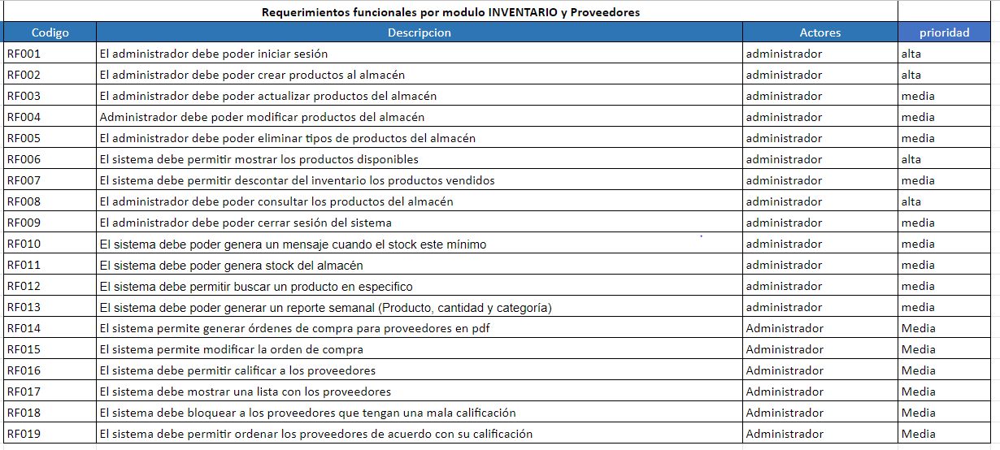 Requerimientos funcionales por modulo INVENTARIO y Proveedores
Codigo Descripcion Actores prioridad
RF001 El administrador debe poder iniciar sesión administrador alta
RF002 El administrador debe poder crear productos al almacén administrador alta
RF003 El administrador debe poder actualizar productos del almacén administrador media
RF004 Administrador debe poder modificar productos del almacén administrador media
RF005 El administrador debe poder eliminar tipos de productos del almacén administrador media
RF006 El sistema debe permitir mostrar los productos disponibles administrador alta
RF007 El sistema debe permitir descontar del inventario los productos vendidos administrador media
RF008 El administrador debe poder consultar los productos del almacén administrador alta
RF009 El administrador debe poder cerrar sesión del sistema administrador media
RF010 El sistema debe poder genera un mensaje cuando el stock este mínimo administrador media
RF011 El sistema debe poder genera stock del almacén administrador media
RF012 El sistema debe permitir buscar un producto en especifico administrador media
RF013 El sistema debe poder generar un reporte semanal (Producto, cantidad y categoría) administrador media
RF014 El sistema permite generar órdenes de compra para proveedores en pdf Administrador Media
RF015 El sistema permite modificar la orden de compra Administrador Media
RF016 El sistema debe permitir calificar a los proveedores Administrador Media
RF017 El sistema debe mostrar una lista con los proveedores Administrador Media
RF018 El sistema debe bloquear a los proveedores que tengan una mala calificación Administrador Media
RF019 El sistema debe permitir ordenar los proveedores de acuerdo con su calificación Administrador Media